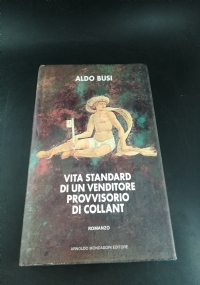 ALDO BUSI
VITA STANDARD
DI UN VENDITORE
PROVVISORIO
DI COLLANT
ROMANZO
ARNOLDO MONDADORI EDITORE